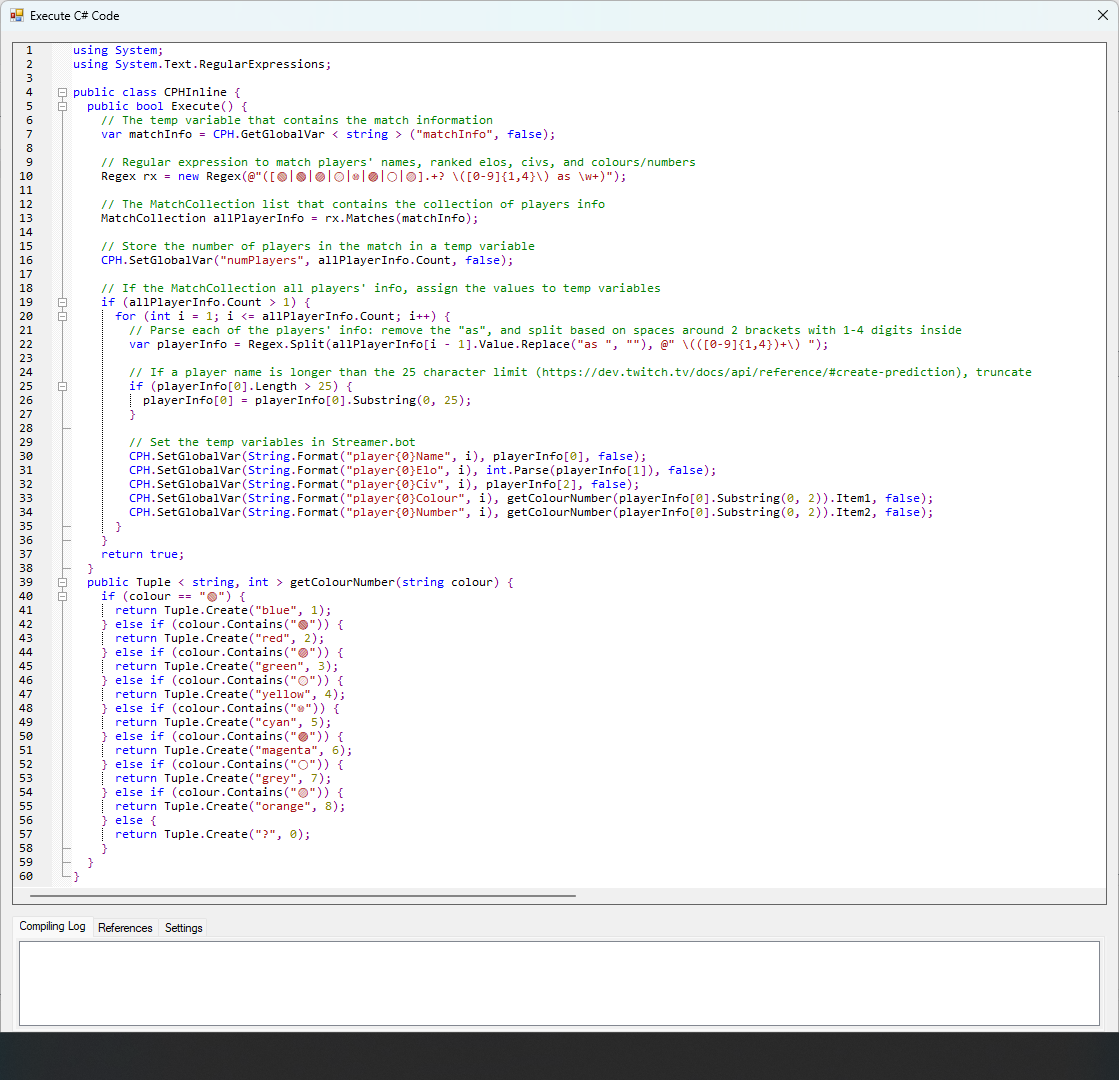 Execute C# Code
1 using System;
2 using System.Text.RegularExpressions;
3
4 public class CPHInline {
5 public bool Execute() {
6 // The temp variable that contains the match information
7 var matchInfo = CPH.GetGlobalVar < string > ("matchInfo", false);
8
9 // Regular expression to match players' names, ranked elos, civs, and colours/numbers
10 Regex rx = new Regex(@"([🔵|🔴|🟢|🟡||🟣|⚪|🟠].+? \([0-9]{1,4}\) as \w+)");
11
12 // The MatchCollection list that contains the collection of players info
13 MatchCollection allPlayerInfo = rx.Matches(matchInfo);
14
15 // Store the number of players in the match in a temp variable
16 CPH.SetGlobalVar("numPlayers", allPlayerInfo.Count, false);
17
18 // If the MatchCollection all players' info, assign the values to temp variables
19 if (allPlayerInfo.Count > 1) {
20 for (int i = 1; i <= allPlayerInfo.Count; i++) {
21 // Parse each of the players' info: remove the "as", and split based on spaces around 2 brackets with 1-4 digits inside
22 var playerInfo = Regex.Split(allPlayerInfo[i - 1].Value.Replace("as ", ""), @" \(([0-9]{1,4})+\) ");
23
24 // If a player name is longer than the 25 character limit (https://dev.twitch.tv/docs/api/reference/#create-prediction), truncate
25 if (playerInfo[0].Length > 25) {
26 playerInfo[0] = playerInfo[0].Substring(0, 25);
27 }
28
29 // Set the temp variables in Streamer.bot
30 CPH.SetGlobalVar(String.Format("player{0}Name", i), playerInfo[0], false);
31 CPH.SetGlobalVar(String.Format("player{0}Elo", i), int.Parse(playerInfo[1]), false);
32 CPH.SetGlobalVar(String.Format("player{0}Civ", i), playerInfo[2], false);
33 CPH.SetGlobalVar(String.Format("player{0}Colour", i), getColourNumber(playerInfo[0].Substring(0, 2)).Item1, false);
34 CPH.SetGlobalVar(String.Format("player{0}Number", i), getColourNumber(playerInfo[0].Substring(0, 2)).Item2, false);
35 }
36 }
37 return true;
38 }
39 public Tuple < string, int > getColourNumber(string colour) {
40 if (colour == "🔵") {
41 return Tuple.Create("blue", 1);
42 } else if (colour.Contains("🔴")) {
43 return Tuple.Create("red", 2);
44 } else if (colour.Contains("🟢")) {
45 return Tuple.Create("green", 3);
46 } else if (colour.Contains("🟡")) {
47 return Tuple.Create("yellow", 4);
48 } else if (colour.Contains("")) {
49 return Tuple.Create("cyan", 5);
50 } else if (colour.Contains("🟣")) {
51 return Tuple.Create("magenta", 6);
52 } else if (colour.Contains("⚪")) {
53 return Tuple.Create("grey", 7);
54 } else if (colour.Contains("🟠")) {
55 return Tuple.Create("orange", 8);
56 } else {
57 return Tuple.Create("?", 0);
58 }
59 }
60 }
Compiling Log References Settings